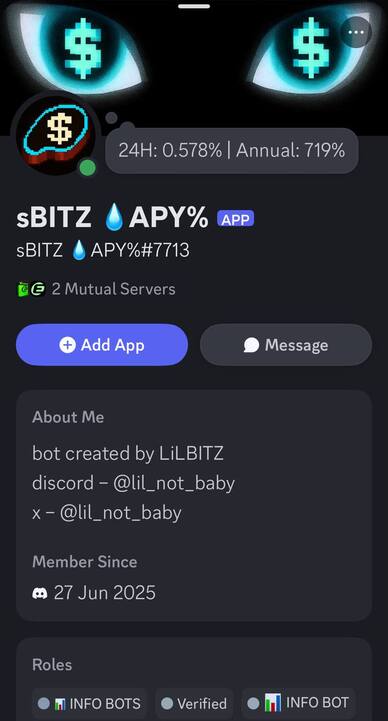 $ $
$
24H: 0.578% | Annual: 719%
sBITZ 💧APY% APP
sBITZ 💧APY%#7713
2 Mutual Servers
Add App
Message
About Me
bot created by LiLBITZ
discord – @lil_not_baby
x – @lil_not_baby
Member Since
27 Jun 2025
Roles
📊 INFO BOTS
Verified
📊 INFO BOT